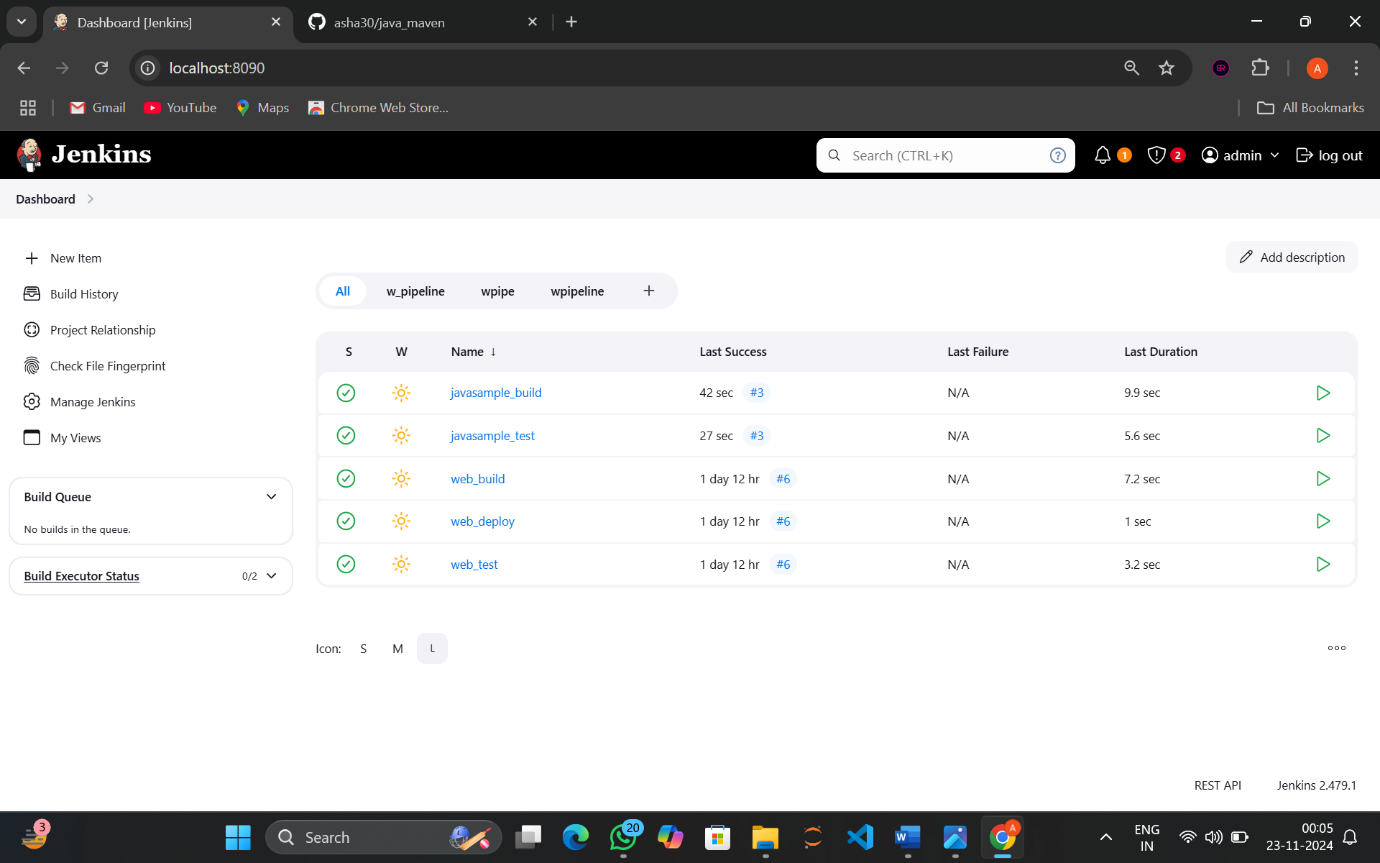 Dashboard [Jenkins]
asha30/java_maven
localhost:8090
A
Gmail
YouTube
Maps
Chrome Web Store...
All Bookmarks
Jenkins
Search (CTRL+K)
?
1
2
admin
log out
Dashboard
New Item
Build History
Project Relationship
Check File Fingerprint
Manage Jenkins
My Views
Build Queue
No builds in the queue.
Build Executor Status 0/2
Add description
All w_pipeline wpipe wpipeline +
S W Name ↓ Last Success Last Failure Last Duration
javasample_build 42 sec #3 N/A 9.9 sec
javasample_test 27 sec #3 N/A 5.6 sec
web_build 1 day 12 hr #6 N/A 7.2 sec
web_deploy 1 day 12 hr #6 N/A 1 sec
web_test 1 day 12 hr #6 N/A 3.2 sec
Icon: S M L
REST API Jenkins 2.479.1
3
Search
20
W
A
ENG
IN
00:05
23-11-2024